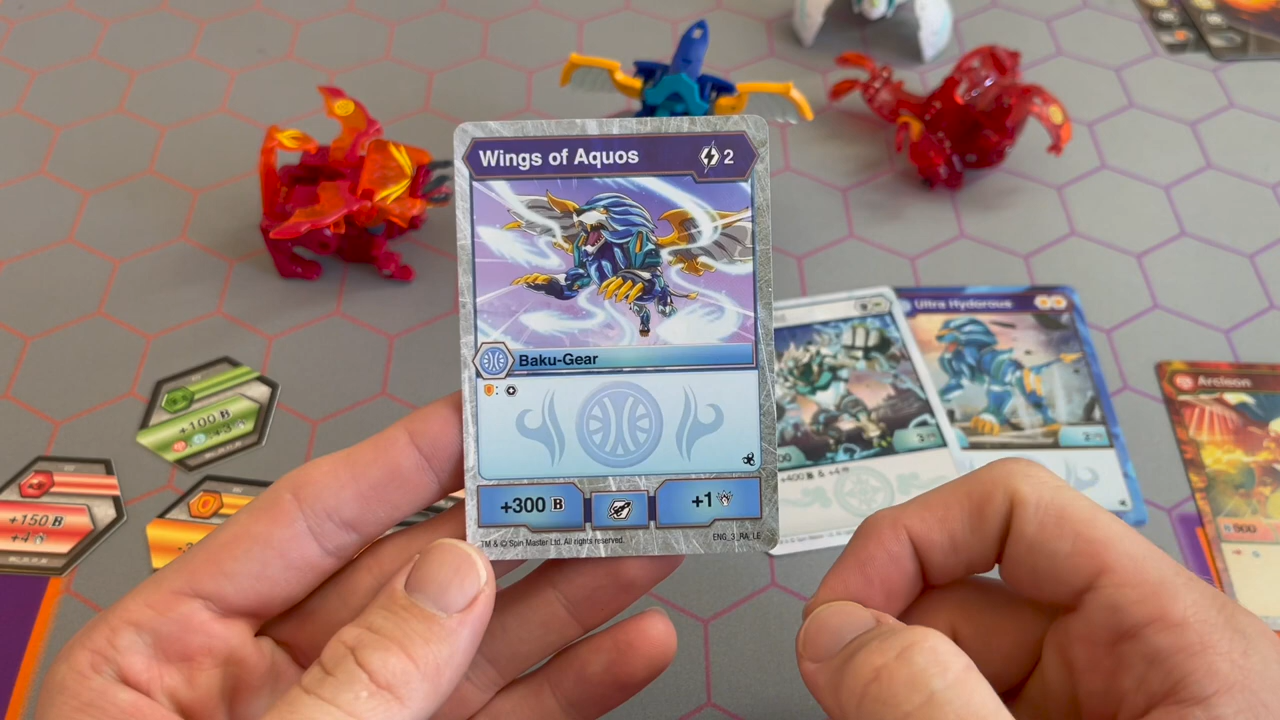 Wings of Aquos
2
Baku-Gear
:
+300 B
+1
TM & © Spin Master Ltd. All rights reserved.
ENG_3_RA_LE
Ultra Hydorous
+400 B & +4
Arcleon
+100 B
+150 B